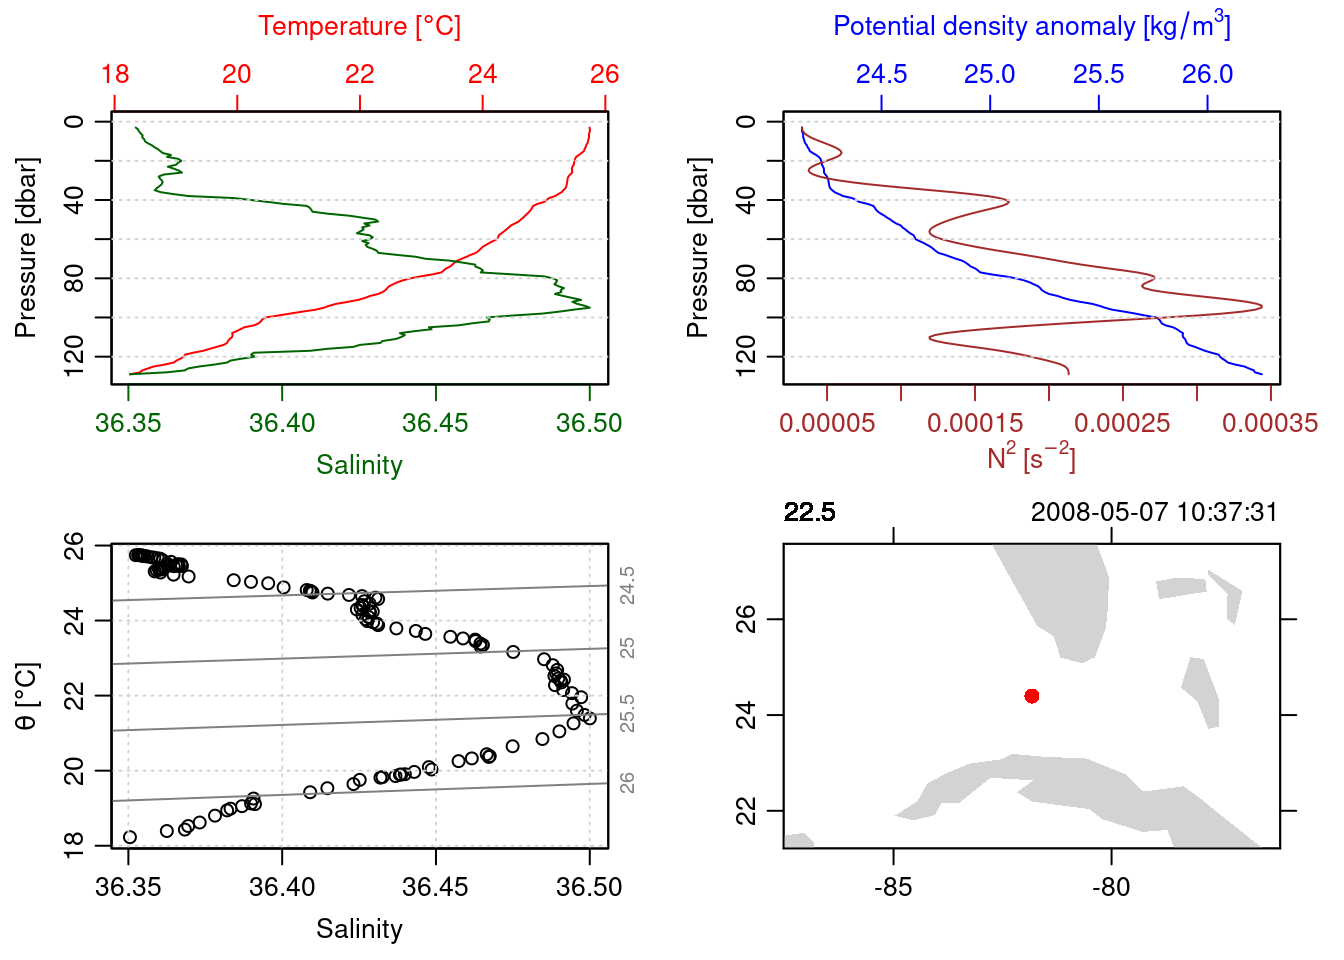 Temperature [°C]
18 20 22 24 26
Pressure [dbar]
0 40 80 120
36.35 36.40 36.45 36.50
Salinity
Potential density anomaly [kg/m³]
24.5 25.0 25.5 26.0
Pressure [dbar]
0 40 80 120
0.00005 0.00015 0.00025 0.00035
N² [s⁻²]
θ [°C]
26 24 22 20 18
24.5
25
25.5
26
36.35 36.40 36.45 36.50
Salinity
22.5 2008-05-07 10:37:31
26 24 22
-85 -80